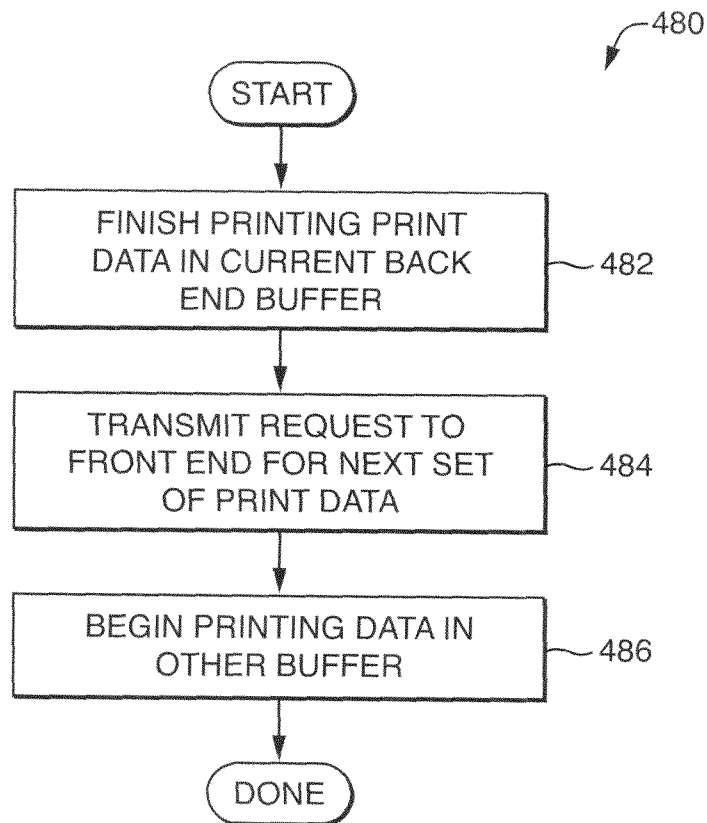 480
START
FINISH PRINTING PRINT
DATA IN CURRENT BACK
END BUFFER
482
TRANSMIT REQUEST TO
FRONT END FOR NEXT SET
OF PRINT DATA
484
BEGIN PRINTING DATA IN
OTHER BUFFER
486
DONE